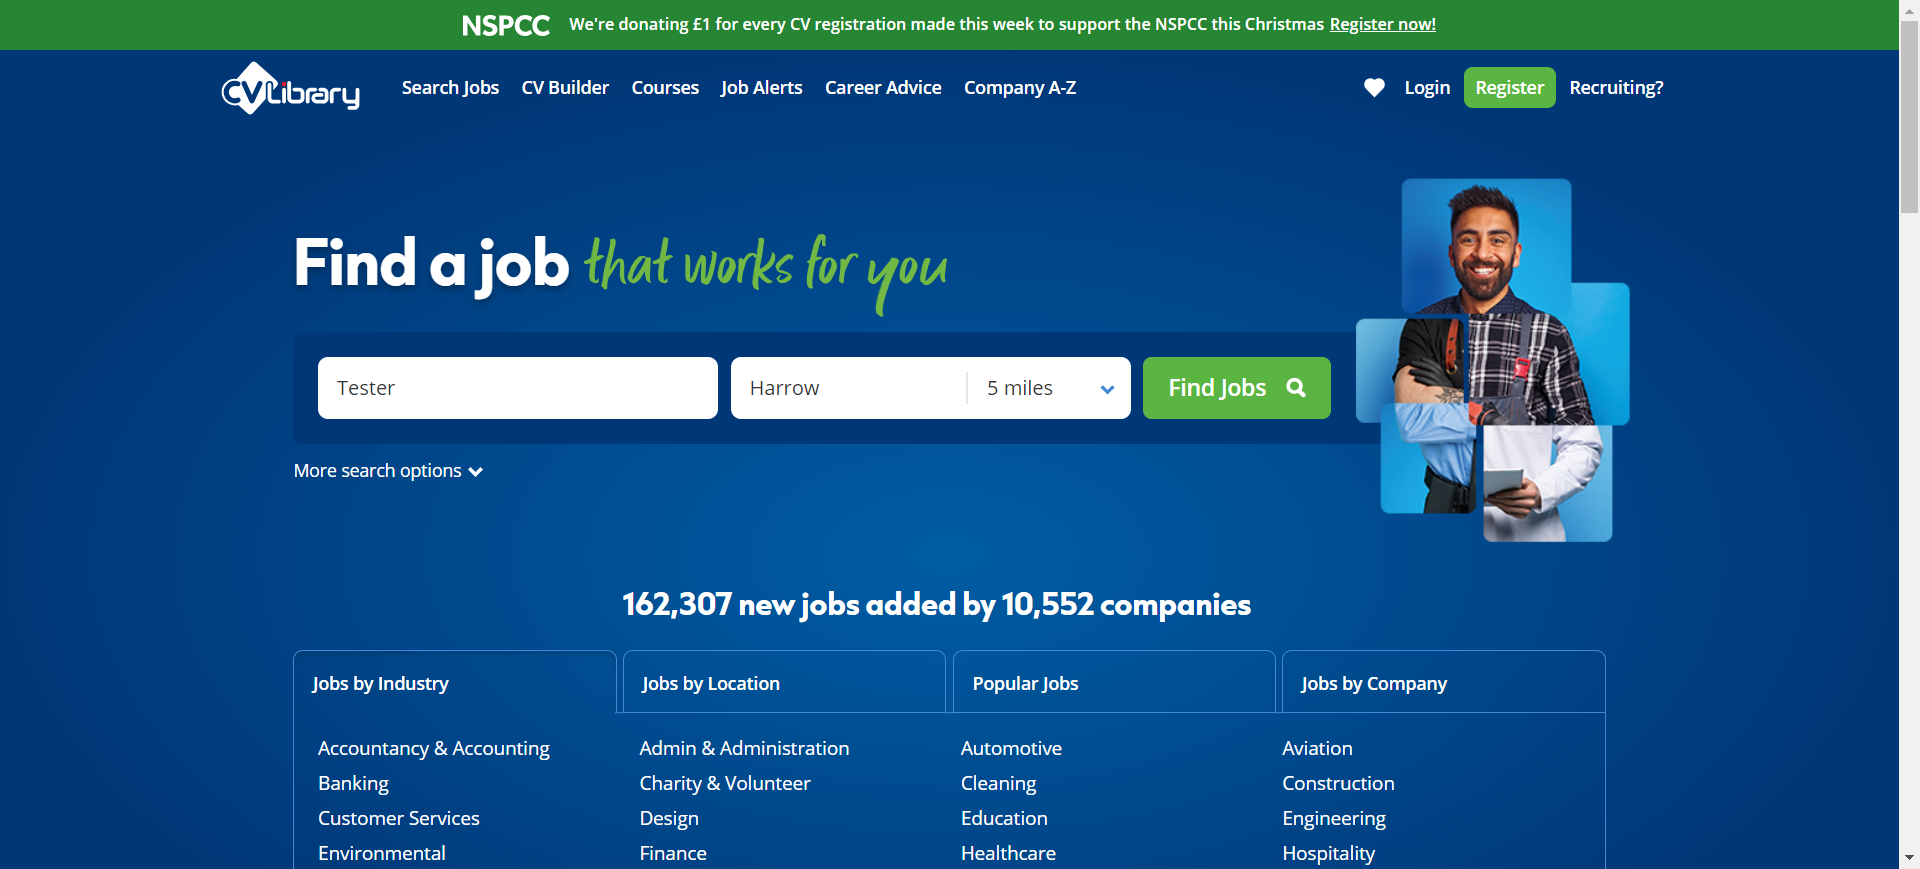 NSPCC We're donating £1 for every CV registration made this week to support the NSPCC this Christmas Register now!
CVLibrary Search Jobs CV Builder Courses Job Alerts Career Advice Company A-Z Login Register Recruiting?
Find a job that works for you
Tester Harrow 5 miles Find Jobs
More search options
162,307 new jobs added by 10,552 companies
Jobs by Industry Jobs by Location Popular Jobs Jobs by Company
Accountancy & Accounting Admin & Administration Automotive Aviation
Banking Charity & Volunteer Cleaning Construction
Customer Services Design Education Engineering
Environmental Finance Healthcare Hospitality